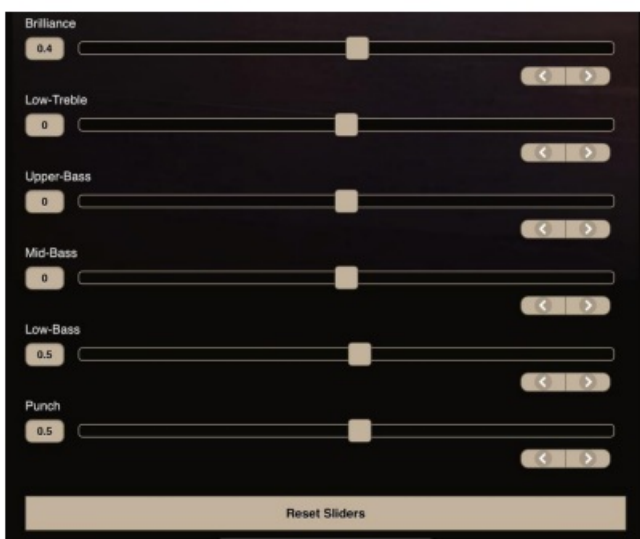 Brilliance
0.4
Low-Treble
0
Upper-Bass
0
Mid-Bass
0
Low-Bass
0.5
Punch
0.5
Reset Sliders